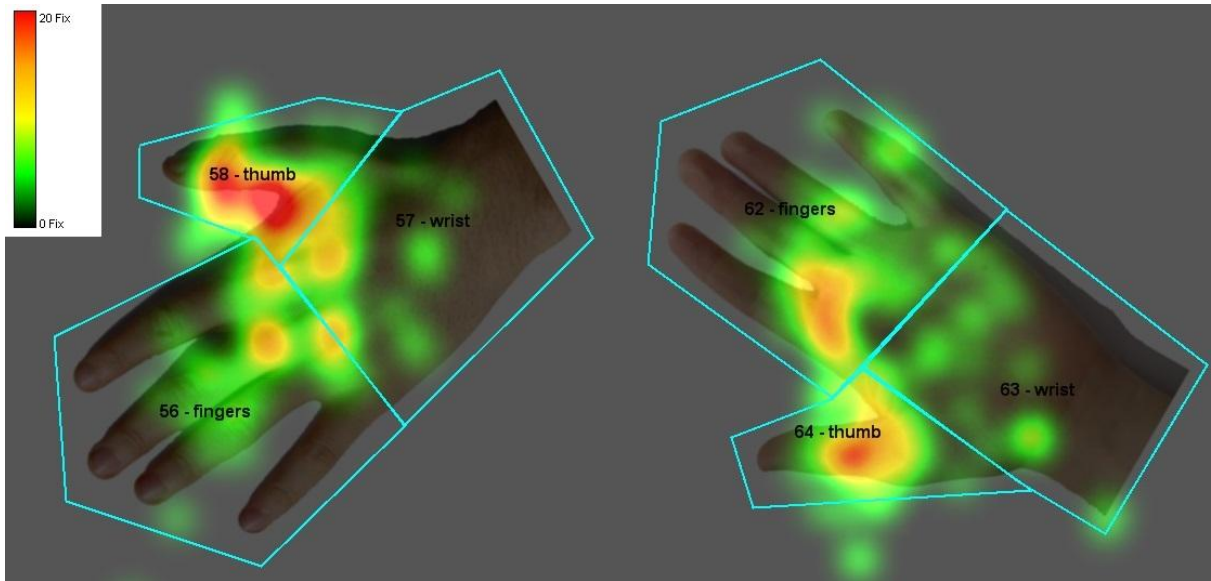 20 Fix
0 Fix
58 - thumb
57 - wrist
56 - fingers
62 - fingers
63 - wrist
64 - thumb